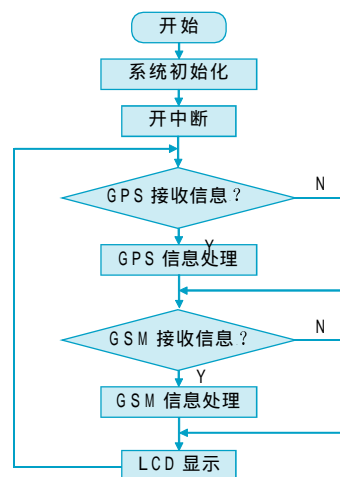 开始
系统初始化
开中断
GPS 接收信息？
N
Y
GPS 信息处理
GSM 接收信息？
N
Y
GSM 信息处理
LCD 显示